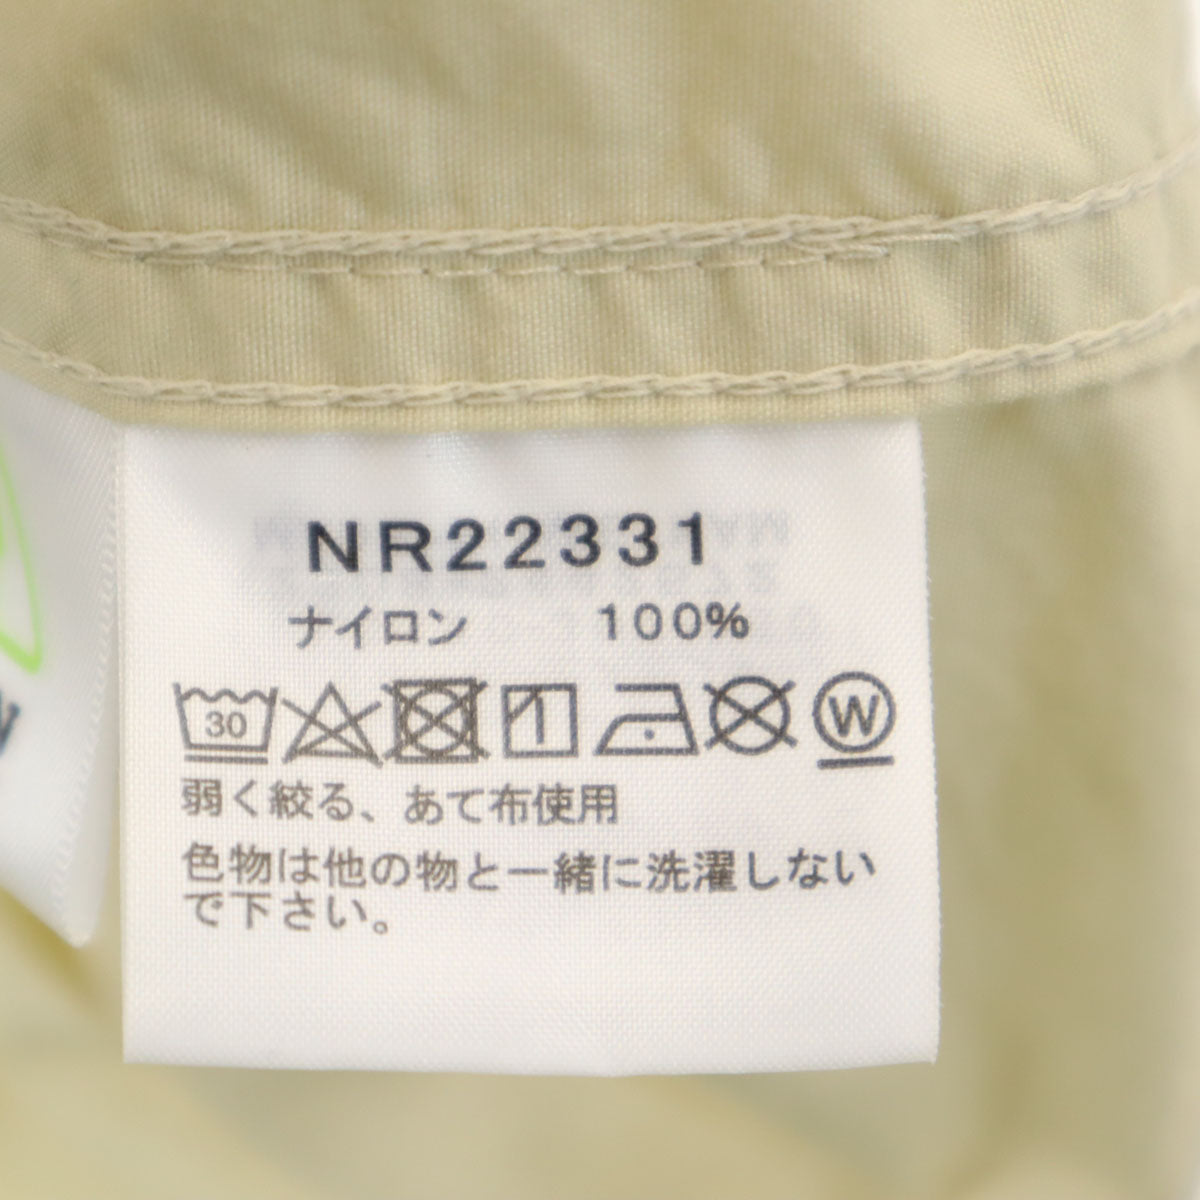 NR22331
ナイロン 100%
30 W
弱く絞る、あて布使用
色物は他の物と一緒に洗濯しない
で下さい。